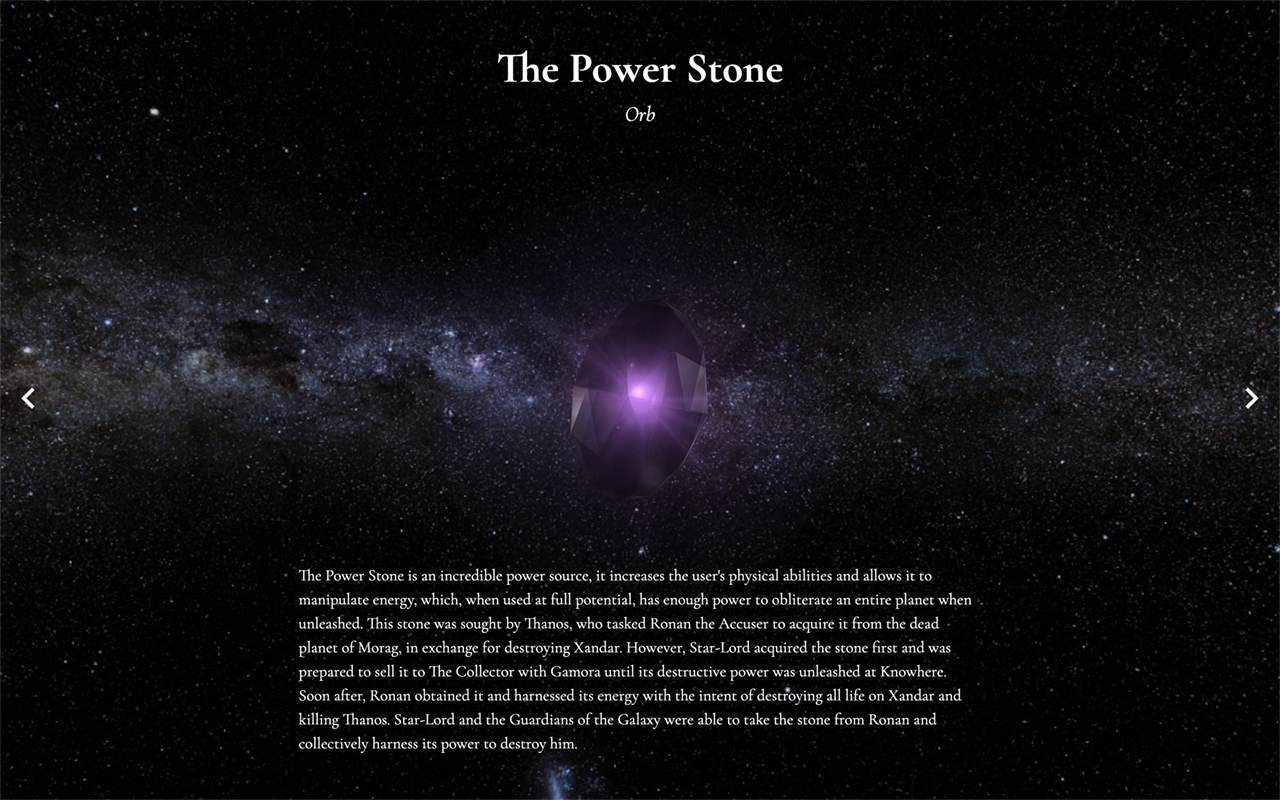 The Power Stone
Orb
The Power Stone is an incredible power source, it increases the user's physical abilities and allows it to
manipulate energy, which, when used at full potential, has enough power to obliterate an entire planet when
unleashed. This stone was sought by Thanos, who tasked Ronan the Accuser to acquire it from the dead
planet of Morag, in exchange for destroying Xandar. However, Star-Lord acquired the stone first and was
prepared to sell it to The Collector with Gamora until its destructive power was unleashed at Knowhere.
Soon after, Ronan obtained it and harnessed its energy with the intent of destroying all life on Xandar and
killing Thanos. Star-Lord and the Guardians of the Galaxy were able to take the stone from Ronan and
collectively harness its power to destroy him.